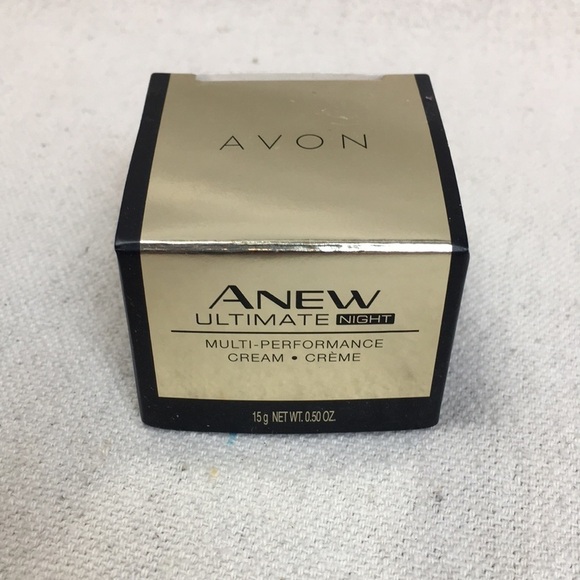 AVON
ANEW
ULTIMATE NIGHT
MULTI-PERFORMANCE
CREAM • CRÈME
15 g NET WT. 0.50 OZ.